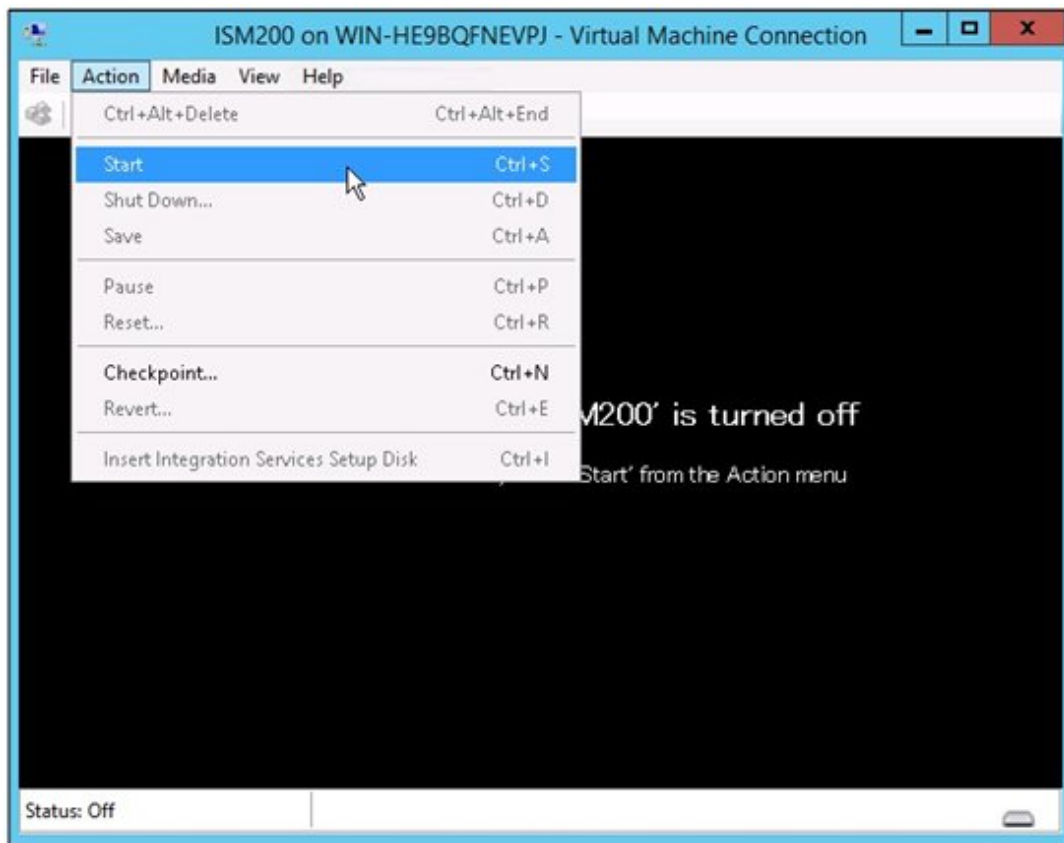 ISM200 on WIN-HE9BQFNEVPJ - Virtual Machine Connection
File Action Media View Help
Ctrl+Alt+Delete Ctrl+Alt+End
Start Ctrl+S
Shut Down... Ctrl+D
Save Ctrl+A
Pause Ctrl+P
Reset... Ctrl+R
Checkpoint... Ctrl+N
Revert... Ctrl+E
M200' is turned off
Insert Integration Services Setup Disk Ctrl+I
Start' from the Action menu
Status: Off